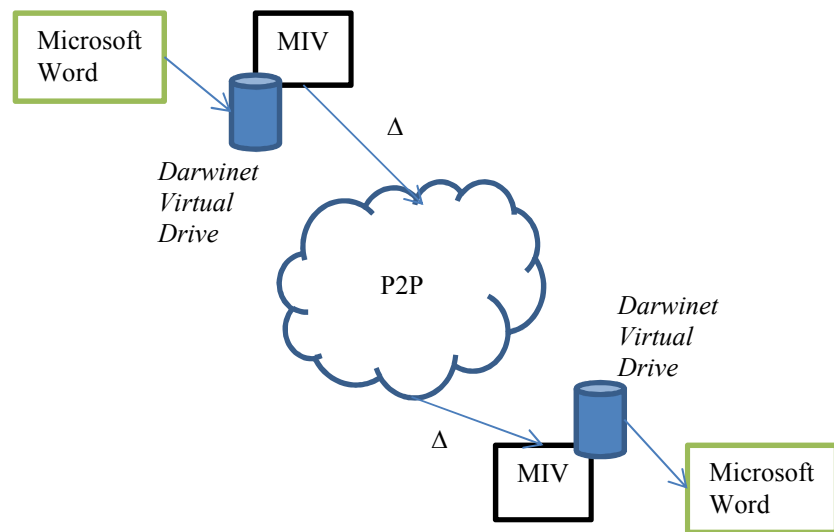 Microsoft
Word
MIV
Δ
Darwinet
Virtual
Drive
P2P
Darwinet
Virtual
Drive
Δ
MIV
Microsoft
Word